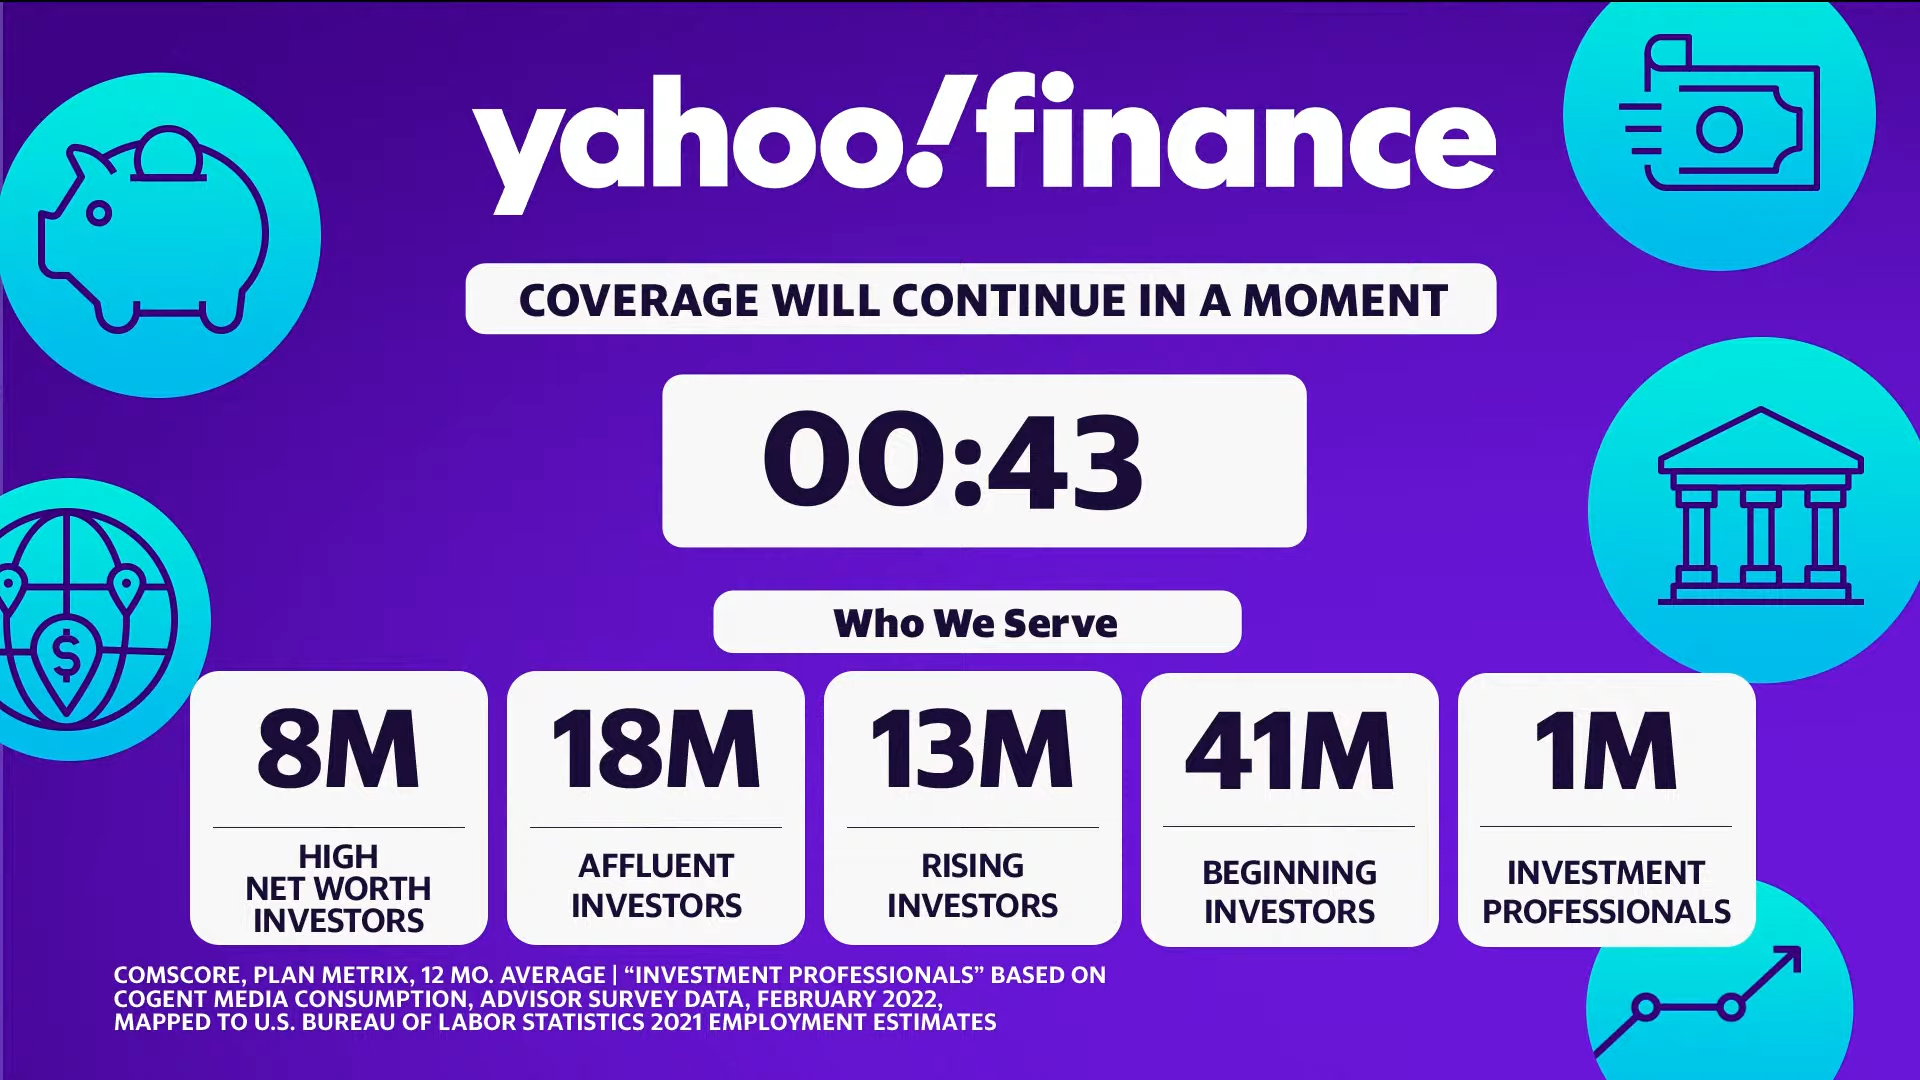 yahoo!finance
COVERAGE WILL CONTINUE IN A MOMENT
00:43
Who We Serve
8M
HIGH
NET WORTH
INVESTORS
18M
AFFLUENT
INVESTORS
13M
RISING
INVESTORS
41M
BEGINNING
INVESTORS
1M
INVESTMENT
PROFESSIONALS
$
COMSCORE, PLAN METRIX, 12 MO. AVERAGE | “INVESTMENT PROFESSIONALS” BASED ON
COGENT MEDIA CONSUMPTION, ADVISOR SURVEY DATA, FEBRUARY 2022,
MAPPED TO U.S. BUREAU OF LABOR STATISTICS 2021 EMPLOYMENT ESTIMATES